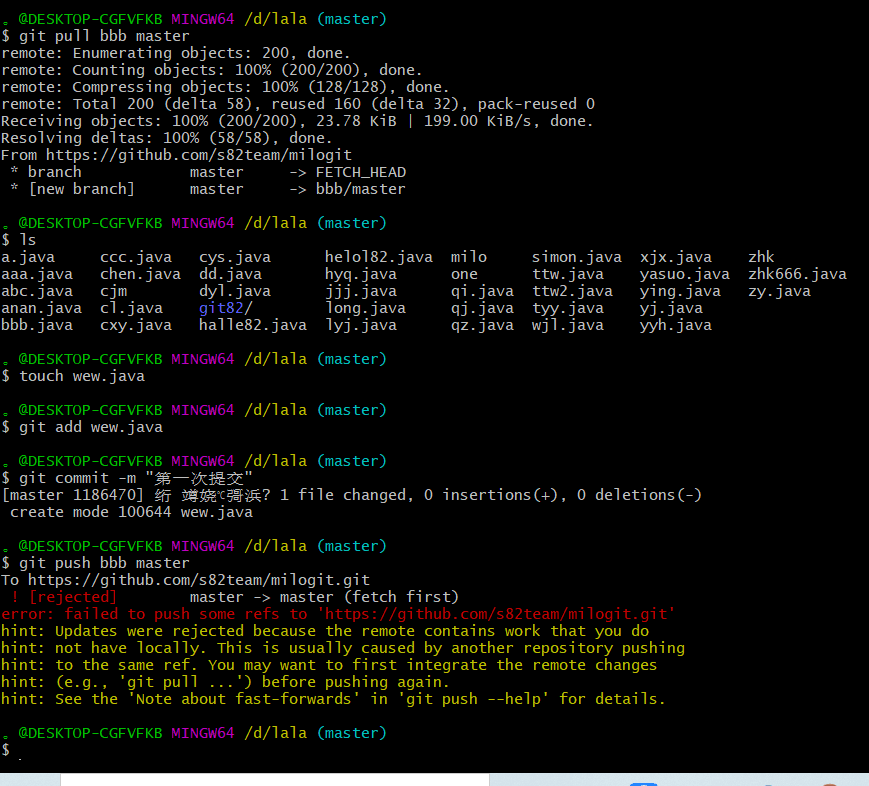 。@DESKTOP-CGFVFKB MINGW64 /d/lala (master)
$ git pull bbb master
remote: Enumerating objects: 200, done.
remote: Counting objects: 100% (200/200), done.
remote: Compressing objects: 100% (128/128), done.
remote: Total 200 (delta 58), reused 160 (delta 32), pack-reused 0
Receiving objects: 100% (200/200), 23.78 KiB | 199.00 KiB/s, done.
Resolving deltas: 100% (58/58), done.
From https://github.com/s82team/milogit
 * branch            master     -> FETCH_HEAD
 * [new branch]      master     -> bbb/master
。@DESKTOP-CGFVFKB MINGW64 /d/lala (master)
$ ls
a.java     ccc.java   cys.java      helol82.java  milo     simon.java  xjx.java    zhk
aaa.java   chen.java  dd.java       hyq.java      one      ttw.java    yasuo.java  zhk666.java
abc.java   cjm        dyl.java      jjj.java      qi.java  ttw2.java   ying.java   zy.java
anan.java  cl.java    git82/        long.java     qj.java  tyy.java    yj.java
bbb.java   cxy.java   halle82.java  lyj.java      qz.java  wjl.java    yyh.java
。@DESKTOP-CGFVFKB MINGW64 /d/lala (master)
$ touch wew.java
。@DESKTOP-CGFVFKB MINGW64 /d/lala (master)
$ git add wew.java
。@DESKTOP-CGFVFKB MINGW64 /d/lala (master)
$ git commit -m "第一次提交"
[master 1186470] 绗 竴娆℃彁浜? 1 file changed, 0 insertions(+), 0 deletions(-)
 create mode 100644 wew.java
。@DESKTOP-CGFVFKB MINGW64 /d/lala (master)
$ git push bbb master
To https://github.com/s82team/milogit.git
 ! [rejected]        master -> master (fetch first)
error: failed to push some refs to 'https://github.com/s82team/milogit.git'
hint: Updates were rejected because the remote contains work that you do
hint: not have locally. This is usually caused by another repository pushing
hint: to the same ref. You may want to first integrate the remote changes
hint: (e.g., 'git pull ...') before pushing again.
hint: See the 'Note about fast-forwards' in 'git push --help' for details.
。@DESKTOP-CGFVFKB MINGW64 /d/lala (master)
$